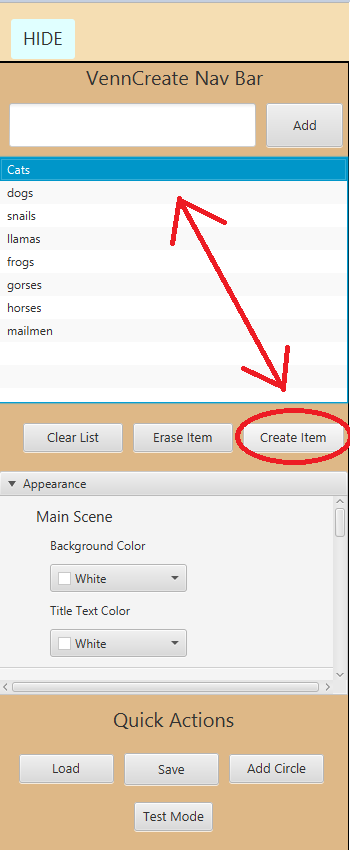 HIDE
VennCreate Nav Bar
Add
Cats
dogs
snails
llamas
frogs
gorses
horses
mailmen
Clear List Erase Item Create Item
Appearance
Main Scene
Background Color
White
Title Text Color
White
Quick Actions
Load Save Add Circle
Test Mode